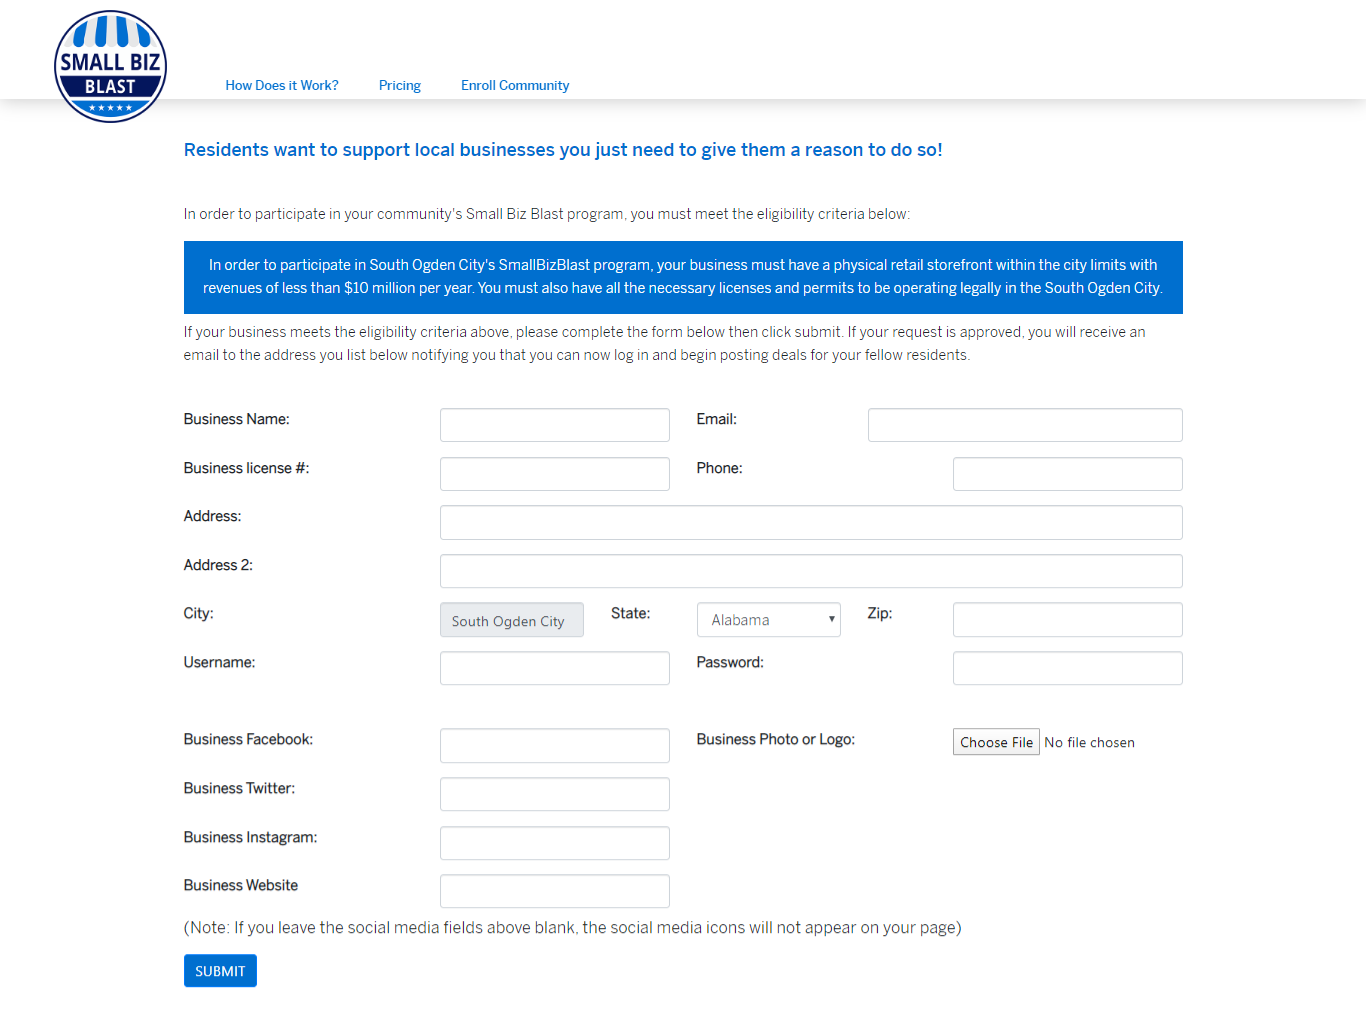 SMALL BIZ
BLAST
How Does it Work? Pricing Enroll Community
Residents want to support local businesses you just need to give them a reason to do so!
In order to participate in your community's Small Biz Blast program, you must meet the eligibility criteria below:
In order to participate in South Ogden City's SmallBizBlast program, your business must have a physical retail storefront within the city limits with
revenues of less than $10 million per year. You must also have all the necessary licenses and permits to be operating legally in the South Ogden City.
If your business meets the eligibility criteria above, please complete the form below then click submit. If your request is approved, you will receive an
email to the address you list below notifying you that you can now log in and begin posting deals for your fellow residents.
Business Name: Email:
Business license #: Phone:
Address:
Address 2:
City: South Ogden City State: Alabama Zip:
Username: Password:
Business Facebook: Business Photo or Logo: Choose File No file chosen
Business Twitter:
Business Instagram:
Business Website
(Note: If you leave the social media fields above blank, the social media icons will not appear on your page)
SUBMIT